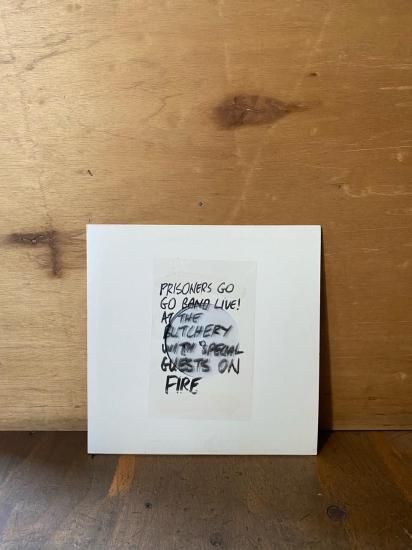 PRISONERS GO
GO BAND LIVE!
AT THE
BUTCHERY
WITH SPECIAL
GUESTS ON
FIRE